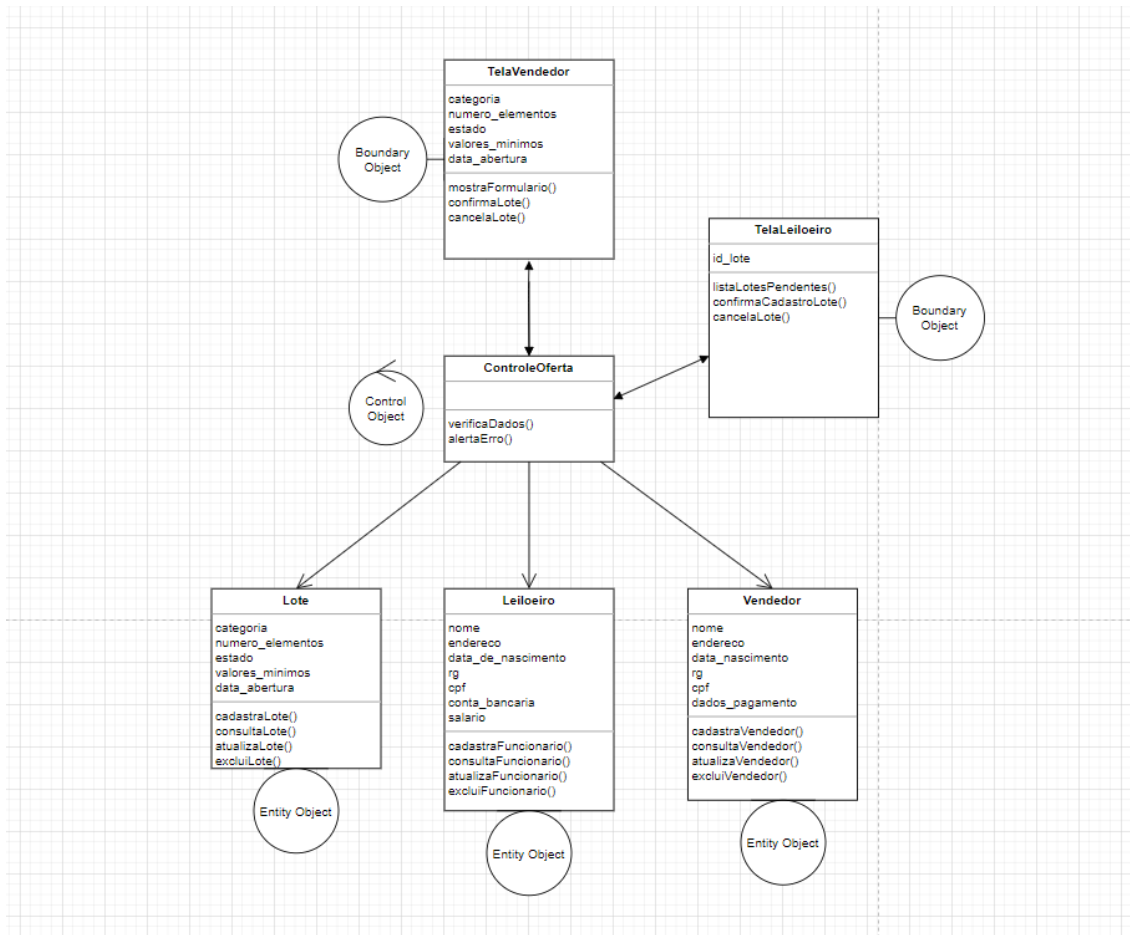 TelaVendedor
categoria
numero_elementos
estado
valores_minimos
data_abertura
mostraFormulario()
confirmaLote()
cancelaLote()
Boundary
Object
TelaLeiloeiro
id_lote
listaLotesPendentes()
confirmaCadastroLote()
cancelaLote()
Boundary
Object
ControleOferta
verificaDados()
alertaErro()
Control
Object
Lote
categoria
numero_elementos
estado
valores_minimos
data_abertura
cadastraLote()
consultaLote()
atualizaLote()
excluiLote()
Entity Object
Leiloeiro
nome
endereco
data_de_nascimento
rg
cpf
conta_bancaria
salario
cadastraFuncionario()
consultaFuncionario()
atualizaFuncionario()
excluiFuncionario()
Entity Object
Vendedor
nome
endereco
data_nascimento
rg
cpf
dados_pagamento
cadastraVendedor()
consultaVendedor()
atualizaVendedor()
excluiVendedor()
Entity Object